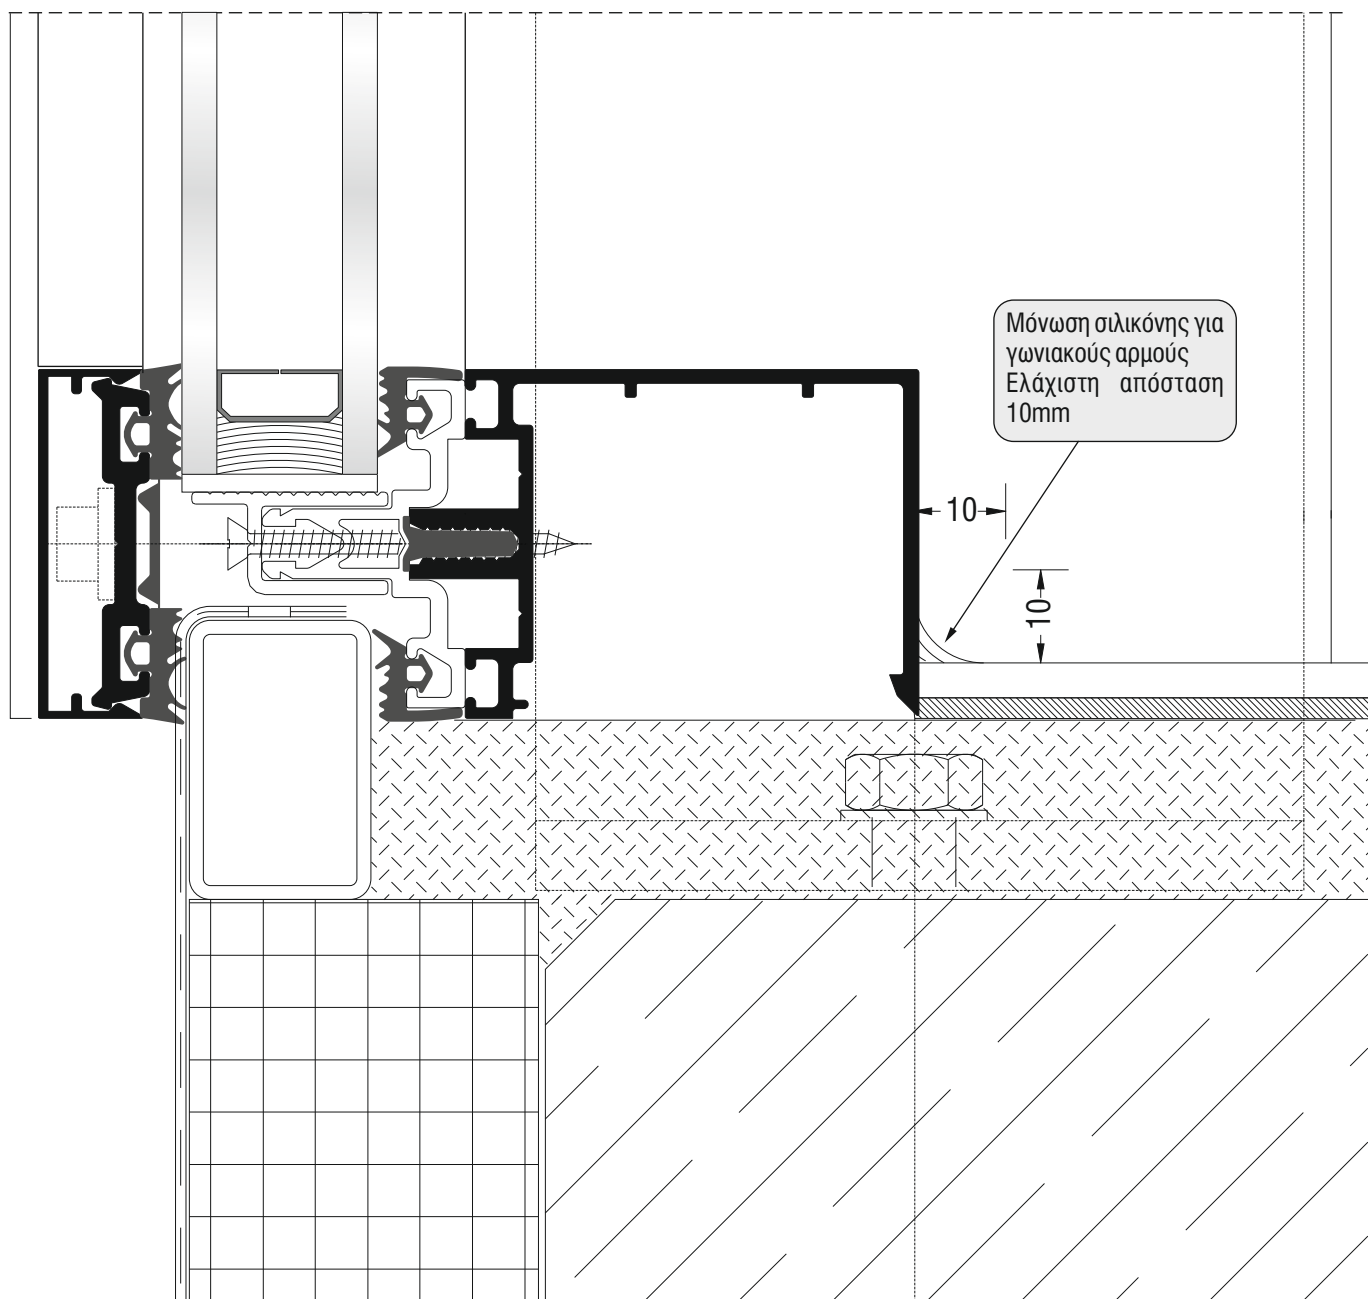 Μόνωση σιλικόνης για
γωνιακούς αρμούς
Ελάχιστη απόσταση
10mm
10
10